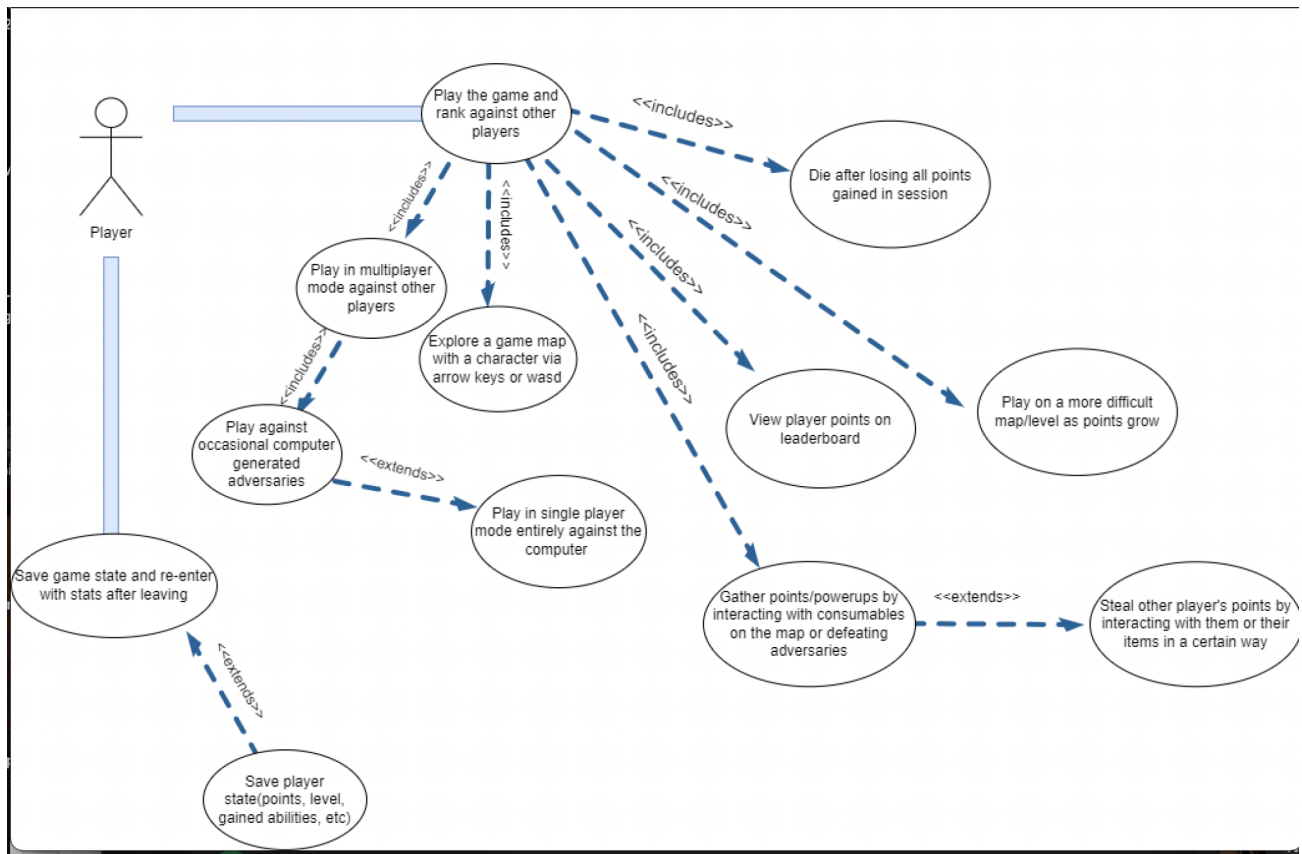 Play the game and
rank against other
players
<<includes>>
Die after losing all points
gained in session
<<includes>>
<<includes>>
<<includes>>
<<includes>>
<<includes>>
Player
Play in multiplayer
mode against other
players
Explore a game map
with a character via
arrow keys or wasd
<<includes>>
View player points on
leaderboard
Play on a more difficult
map/level as points grow
Play against
occasional computer
generated
adversaries
<<extends>>
Play in single player
mode entirely against the
computer
Save game state and re-enter
with stats after leaving
Gather points/powerups by
interacting with consumables
on the map or defeating
adversaries
<<extends>>
Steal other player's points by
interacting with them or their
items in a certain way
<<extends>>
Save player
state(points, level,
gained abilities, etc)